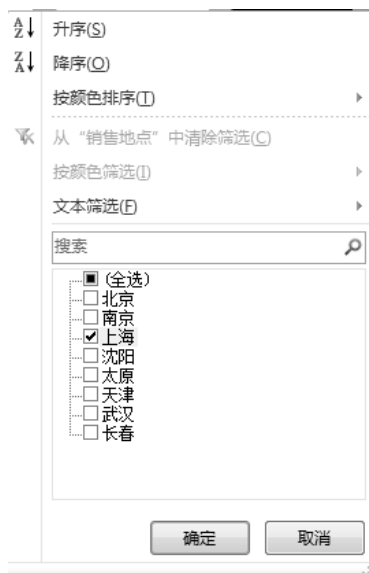 升序(S)
降序(O)
按颜色排序(T)
从“销售地点”中清除筛选(C)
按颜色筛选(I)
文本筛选(F)
搜索
(全选)
北京
南京
上海
沈阳
太原
天津
武汉
长春
确定
取消